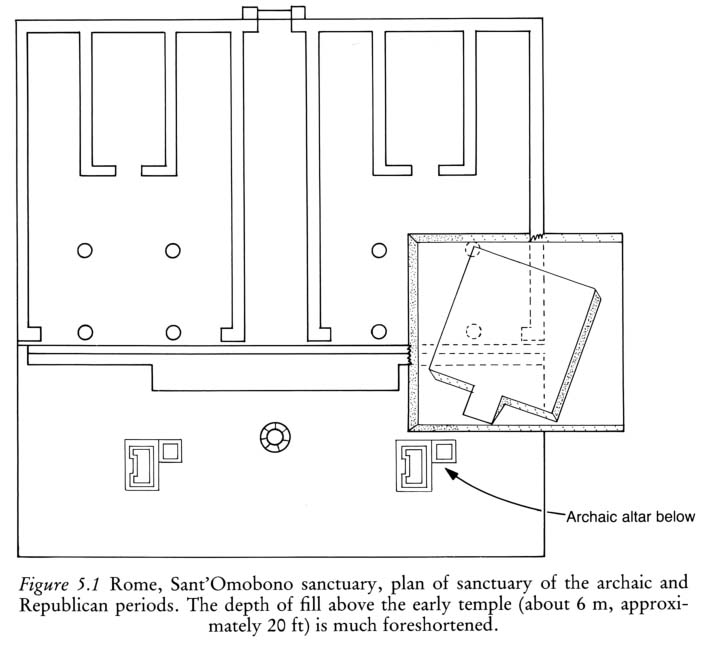 Archaic altar below
Figure 5.1 Rome, Sant'Omobono sanctuary, plan of sanctuary of the archaic and
Republican periods. The depth of fill above the early temple (about 6 m, approxi-
mately 20 ft) is much foreshortened.